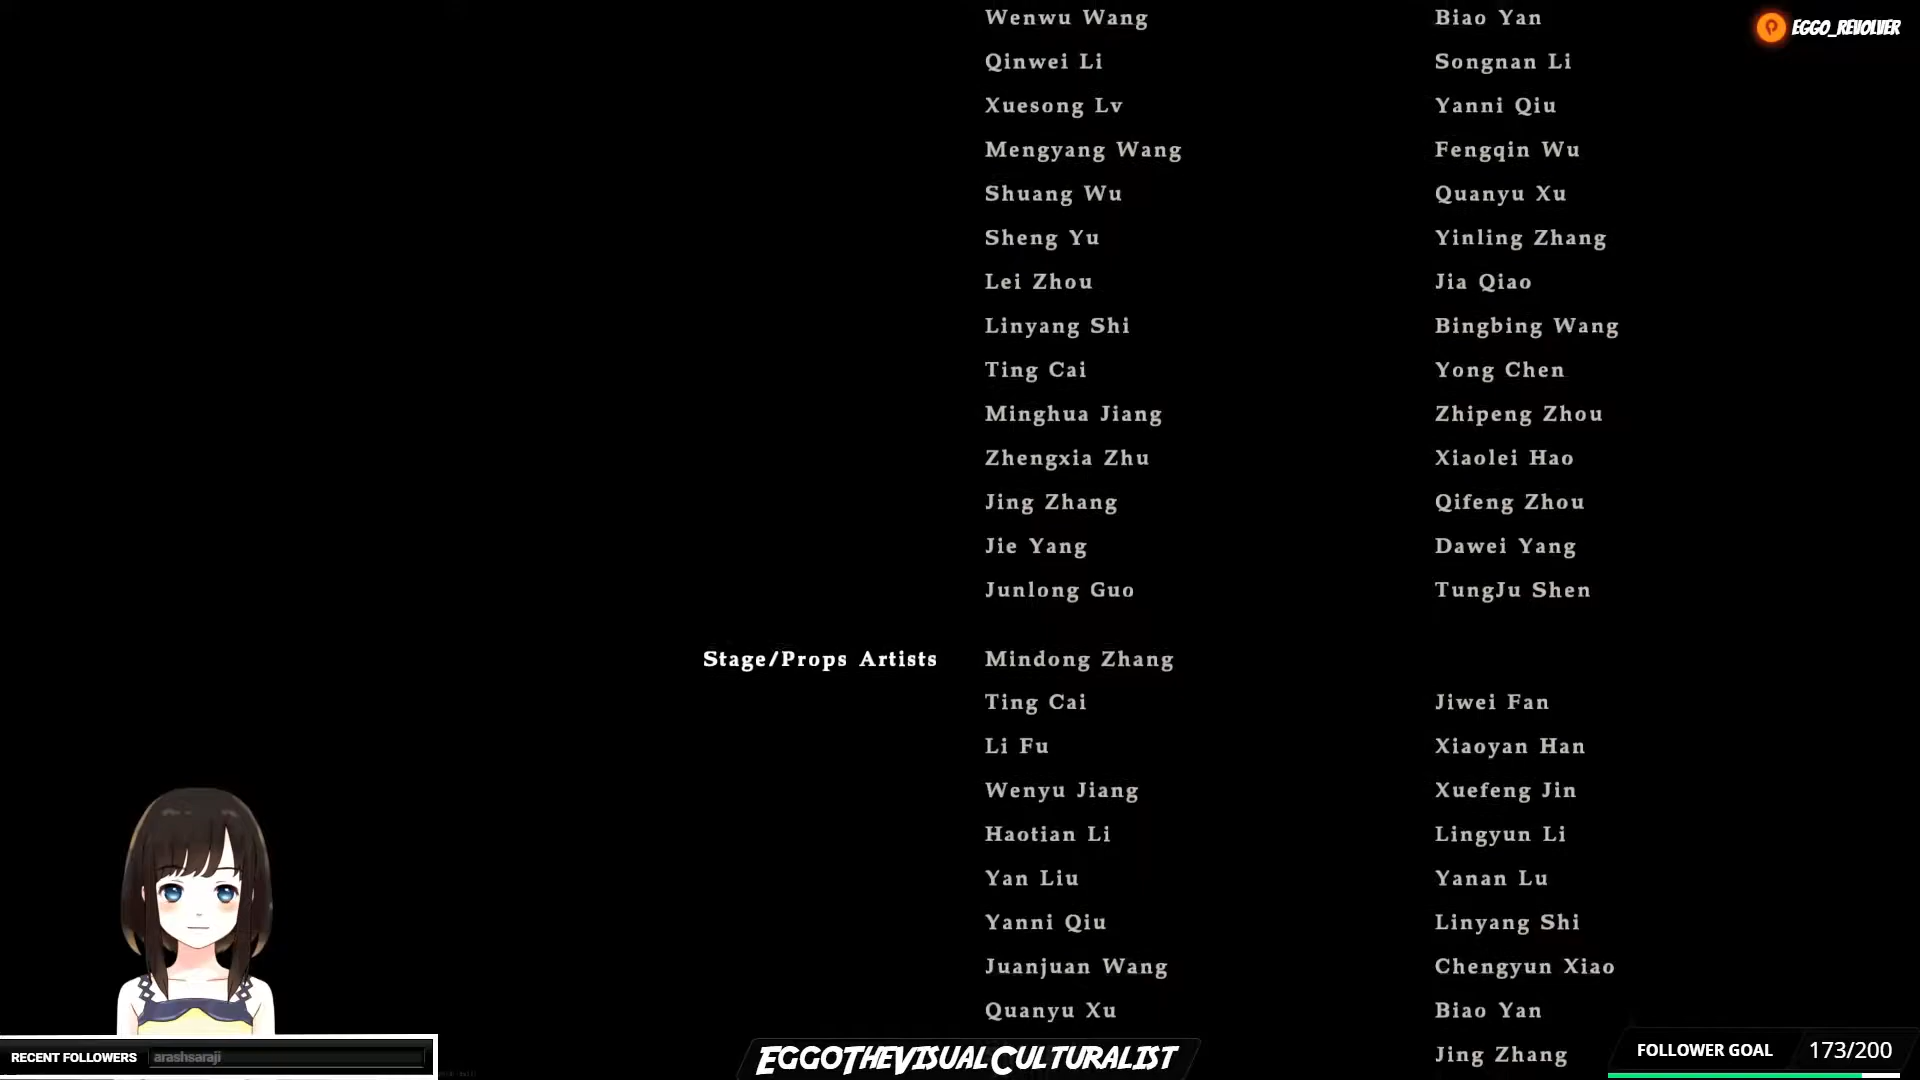 Wenwu Wang Biao Yan
EGGO_REVOLVER
Qinwei Li Songnan Li
Xuesong Lv Yanni Qiu
Mengyang Wang Fengqin Wu
Shuang Wu Quanyu Xu
Sheng Yu Yinling Zhang
Lei Zhou Jia Qiao
Linyang Shi Bingbing Wang
Ting Cai Yong Chen
Minghua Jiang Zhipeng Zhou
Zhengxia Zhu Xiaolei Hao
Jing Zhang Qifeng Zhou
Jie Yang Dawei Yang
Junlong Guo TungJu Shen
Stage/Props Artists Mindong Zhang
Ting Cai Jiwei Fan
Li Fu Xiaoyan Han
Wenyu Jiang Xuefeng Jin
Haotian Li Lingyun Li
Yan Liu Yanan Lu
Yanni Qiu Linyang Shi
Juanjuan Wang Chengyun Xiao
Quanyu Xu Biao Yan
Jing Zhang
RECENT FOLLOWERS arashsaraji
EGGOTHEVISUALCULTURALIST
FOLLOWER GOAL 173/200